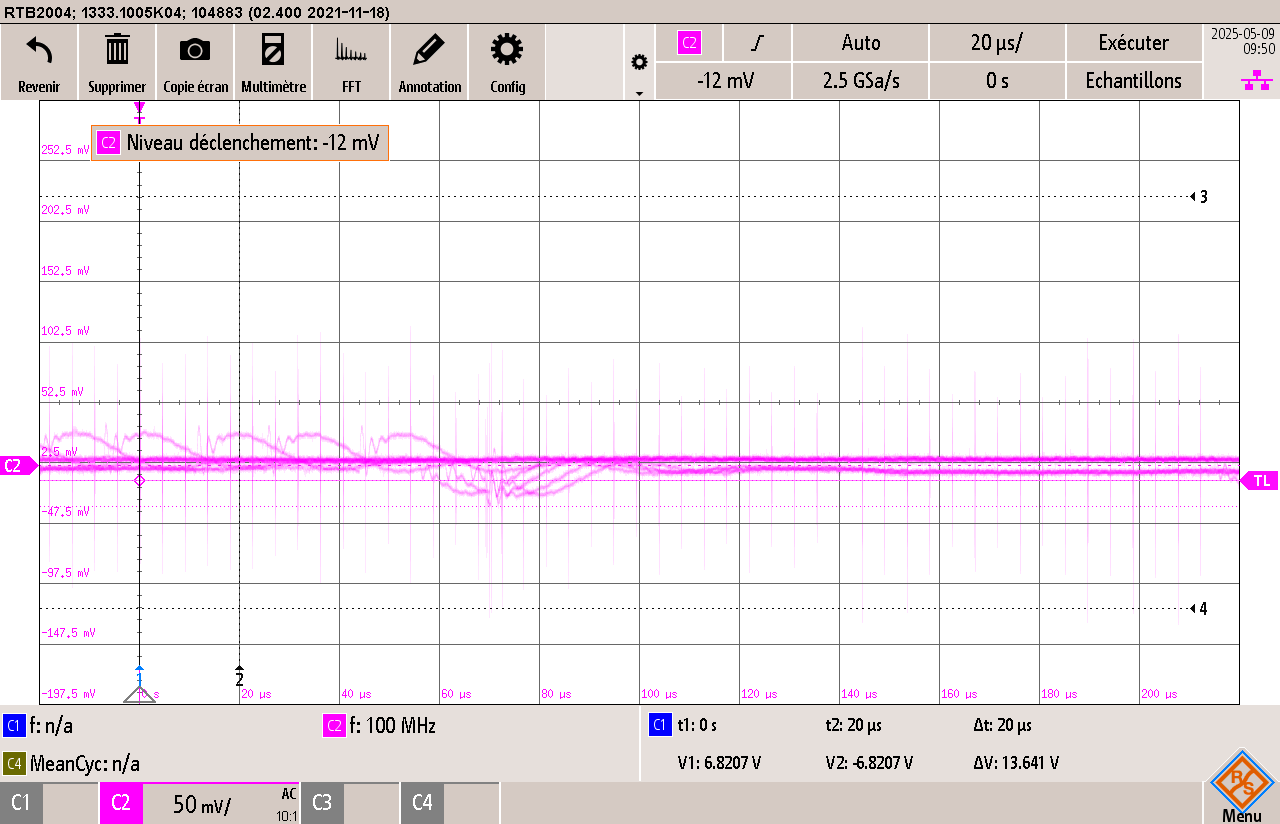 RTB2004; 1333.1005K04; 104883 (02.400 2021-11-18)
Revenir
Supprimer
Copie écran
Multimètre
FFT
Annotation
Config
C2
Auto
20 µs/
Exécuter
-12 mV
2.5 GSa/s
0 s
Echantillons
2025-05-09
09:50
C2 Niveau déclenchement: -12 mV
252.5 mV
202.5 mV
152.5 mV
102.5 mV
52.5 mV
2.5 mV
-47.5 mV
-97.5 mV
-147.5 mV
-197.5 mV
3
C2
TL
4
1
2
0 s
20 µs
40 µs
60 µs
80 µs
100 µs
120 µs
140 µs
160 µs
180 µs
200 µs
C1 f: n/a
C2 f: 100 MHz
C4 MeanCyc: n/a
C1 t1: 0 s t2: 20 µs Δt: 20 µs
V1: 6.8207 V V2: -6.8207 V ΔV: 13.641 V
C1
C2 50 mV/ AC 10:1
C3
C4
R S
Menu